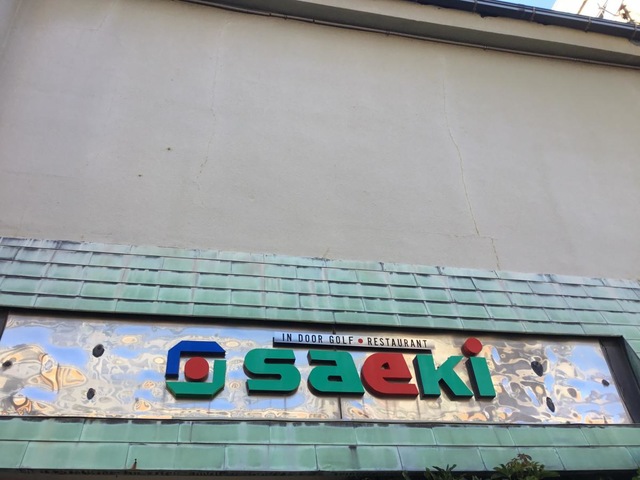 IN DOOR GOLF • RESTAURANT
saeki